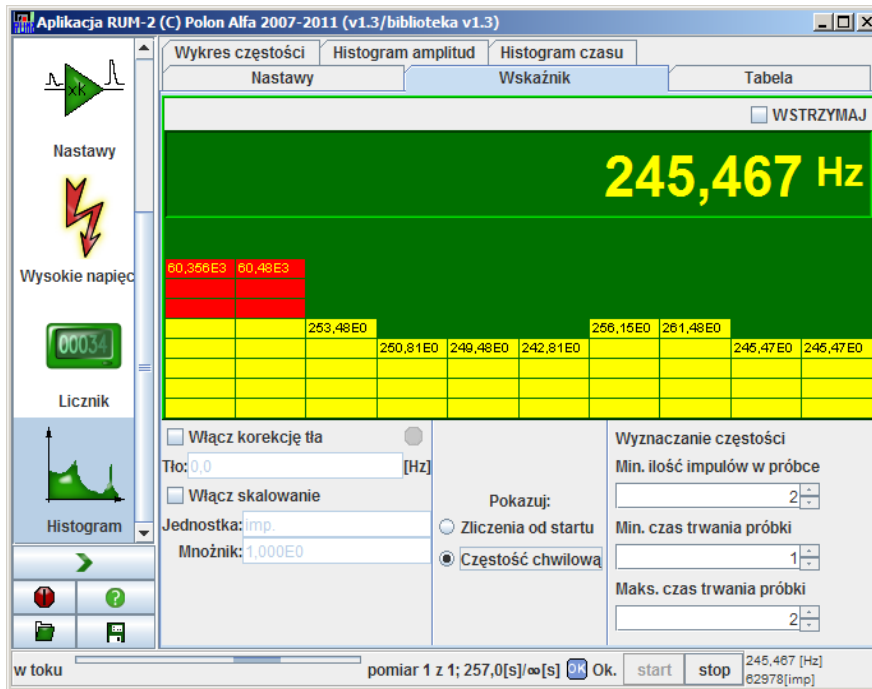 Aplikacja RUM-2 (C) Polon Alfa 2007-2011 (v1.3/biblioteka v1.3)
Wykres częstości Histogram amplitud Histogram czasu
Nastawy Wskaźnik Tabela
WSTRZYMAJ
xk
Nastawy
245,467 Hz
Wysokie napięc
60,356E3 60,48E3
253,48E0 256,15E0 261,48E0
250,81E0 249,48E0 242,81E0 245,47E0 245,47E0
00034
Licznik
Histogram
Włącz korekcję tła
Tło: 0,0 [Hz]
Włącz skalowanie
Jednostka: imp.
Mnożnik: 1,000E0
Pokazuj:
Zliczenia od startu
Częstość chwilową
Wyznaczanie częstości
Min. ilość impulów w próbce
2
Min. czas trwania próbki
1
Maks. czas trwania próbki
2
w toku pomiar 1 z 1; 257,0[s]/∞[s] OK Ok. start stop
245,467 [Hz]
62978[imp]